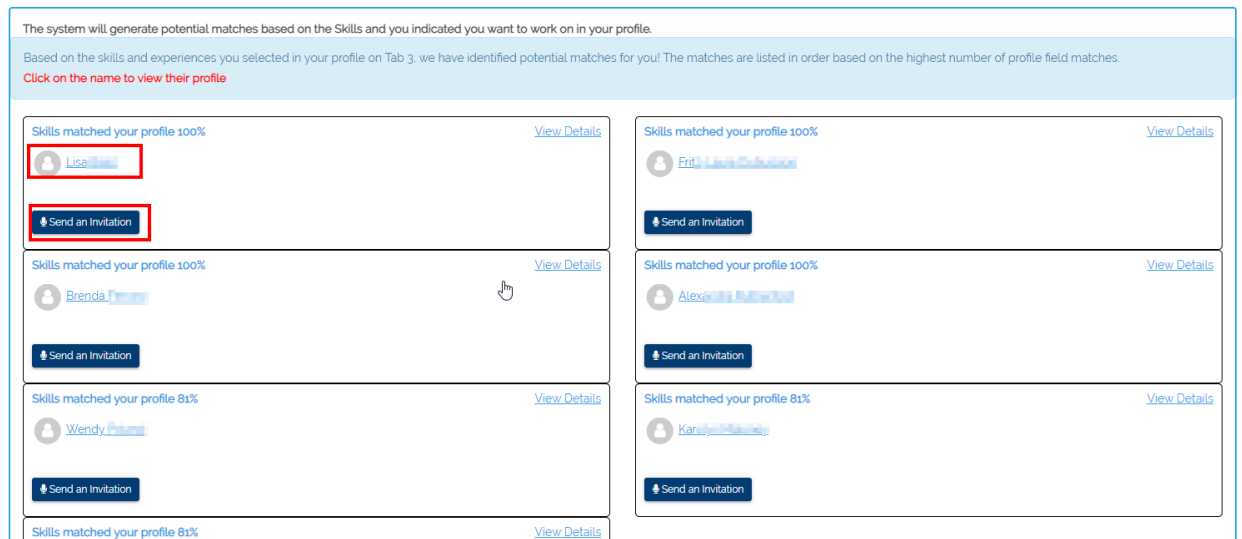 The system will generate potential matches based on the Skills and you indicated you want to work on in your profile.
Based on the skills and experiences you selected in your profile on Tab 3, we have identified potential matches for you! The matches are listed in order based on the highest number of profile field matches.
Click on the name to view their profile
Skills matched your profile 100% View Details
Lisa
Send an Invitation
Skills matched your profile 100% View Details
Send an Invitation
Skills matched your profile 100% View Details
Brenda
Send an Invitation
Skills matched your profile 100% View Details
Send an Invitation
Skills matched your profile 81% View Details
Wendy
Send an Invitation
Skills matched your profile 81% View Details
Send an Invitation
Skills matched your profile 81% View Details